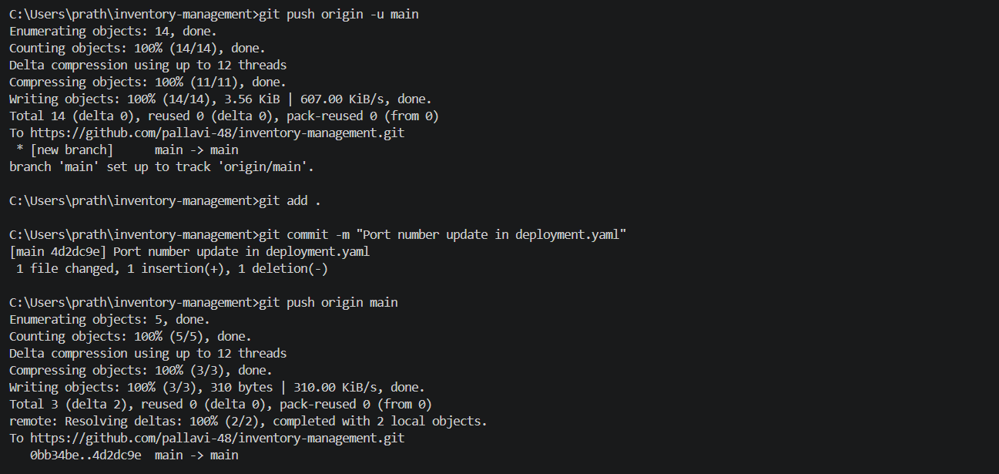 C:\Users\prath\inventory-management>git push origin -u main
Enumerating objects: 14, done.
Counting objects: 100% (14/14), done.
Delta compression using up to 12 threads
Compressing objects: 100% (11/11), done.
Writing objects: 100% (14/14), 3.56 KiB | 607.00 KiB/s, done.
Total 14 (delta 0), reused 0 (delta 0), pack-reused 0 (from 0)
To https://github.com/pallavi-48/inventory-management.git
 * [new branch]      main -> main
branch 'main' set up to track 'origin/main'.
C:\Users\prath\inventory-management>git add .
C:\Users\prath\inventory-management>git commit -m "Port number update in deployment.yaml"
[main 4d2dc9e] Port number update in deployment.yaml
 1 file changed, 1 insertion(+), 1 deletion(-)
C:\Users\prath\inventory-management>git push origin main
Enumerating objects: 5, done.
Counting objects: 100% (5/5), done.
Delta compression using up to 12 threads
Compressing objects: 100% (3/3), done.
Writing objects: 100% (3/3), 310 bytes | 310.00 KiB/s, done.
Total 3 (delta 2), reused 0 (delta 0), pack-reused 0 (from 0)
remote: Resolving deltas: 100% (2/2), completed with 2 local objects.
To https://github.com/pallavi-48/inventory-management.git
   0bb34be..4d2dc9e  main -> main